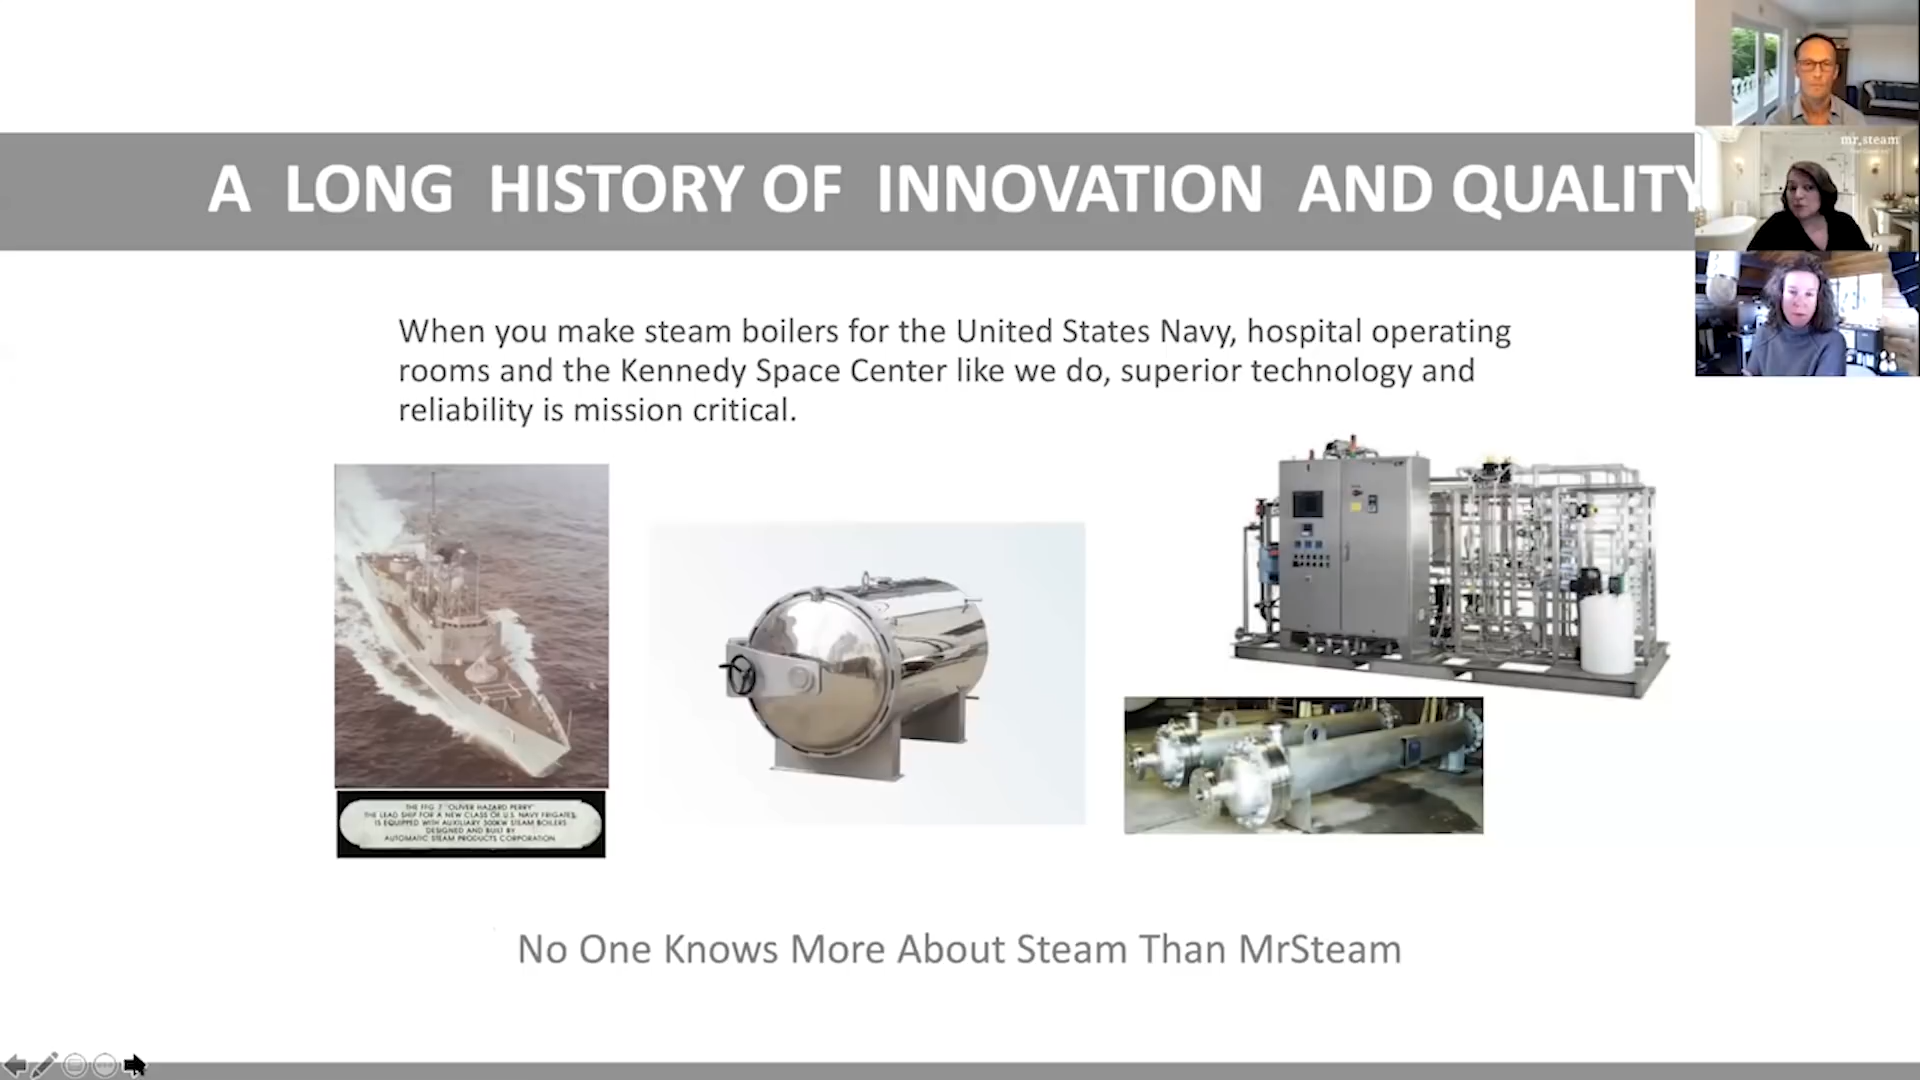 mr.steam
A LONG HISTORY OF INNOVATION AND QUALITY
When you make steam boilers for the United States Navy, hospital operating
rooms and the Kennedy Space Center like we do, superior technology and
reliability is mission critical.
THE FFG 7 "OLIVER HAZARD PERRY"
THE LEAD SHIP FOR A NEW CLASS OF U.S. NAVY FRIGATES,
IS EQUIPPED WITH AUXILIARY 300KW STEAM BOILERS
DESIGNED AND BUILT BY
AUTOMATIC STEAM PRODUCTS CORPORATION
No One Knows More About Steam Than MrSteam